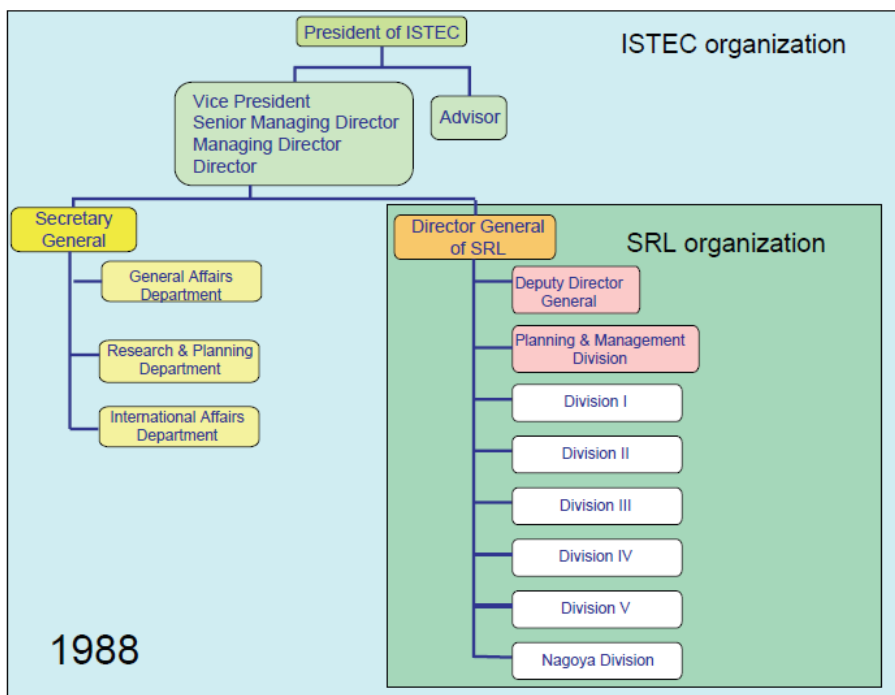 President of ISTEC
ISTEC organization
Vice President
Senior Managing Director
Managing Director
Director
Advisor
Secretary
General
General Affairs
Department
Research & Planning
Department
International Affairs
Department
Director General
of SRL
SRL organization
Deputy Director
General
Planning & Management
Division
Division I
Division II
Division III
Division IV
Division V
Nagoya Division
1988